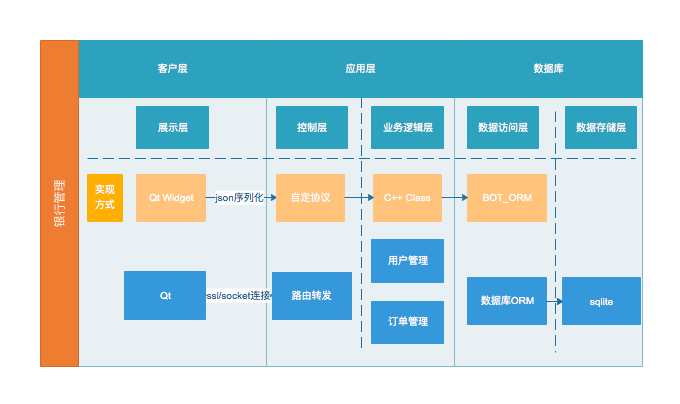 银行管理
客户层
应用层
数据库
展示层
控制层
业务逻辑层
数据访问层
数据存储层
实现
方式
Qt Widget
json序列化
自定协议
C++ Class
BOT_ORM
用户管理
Qt
ssl/socket连接
路由转发
数据库ORM
sqlite
订单管理